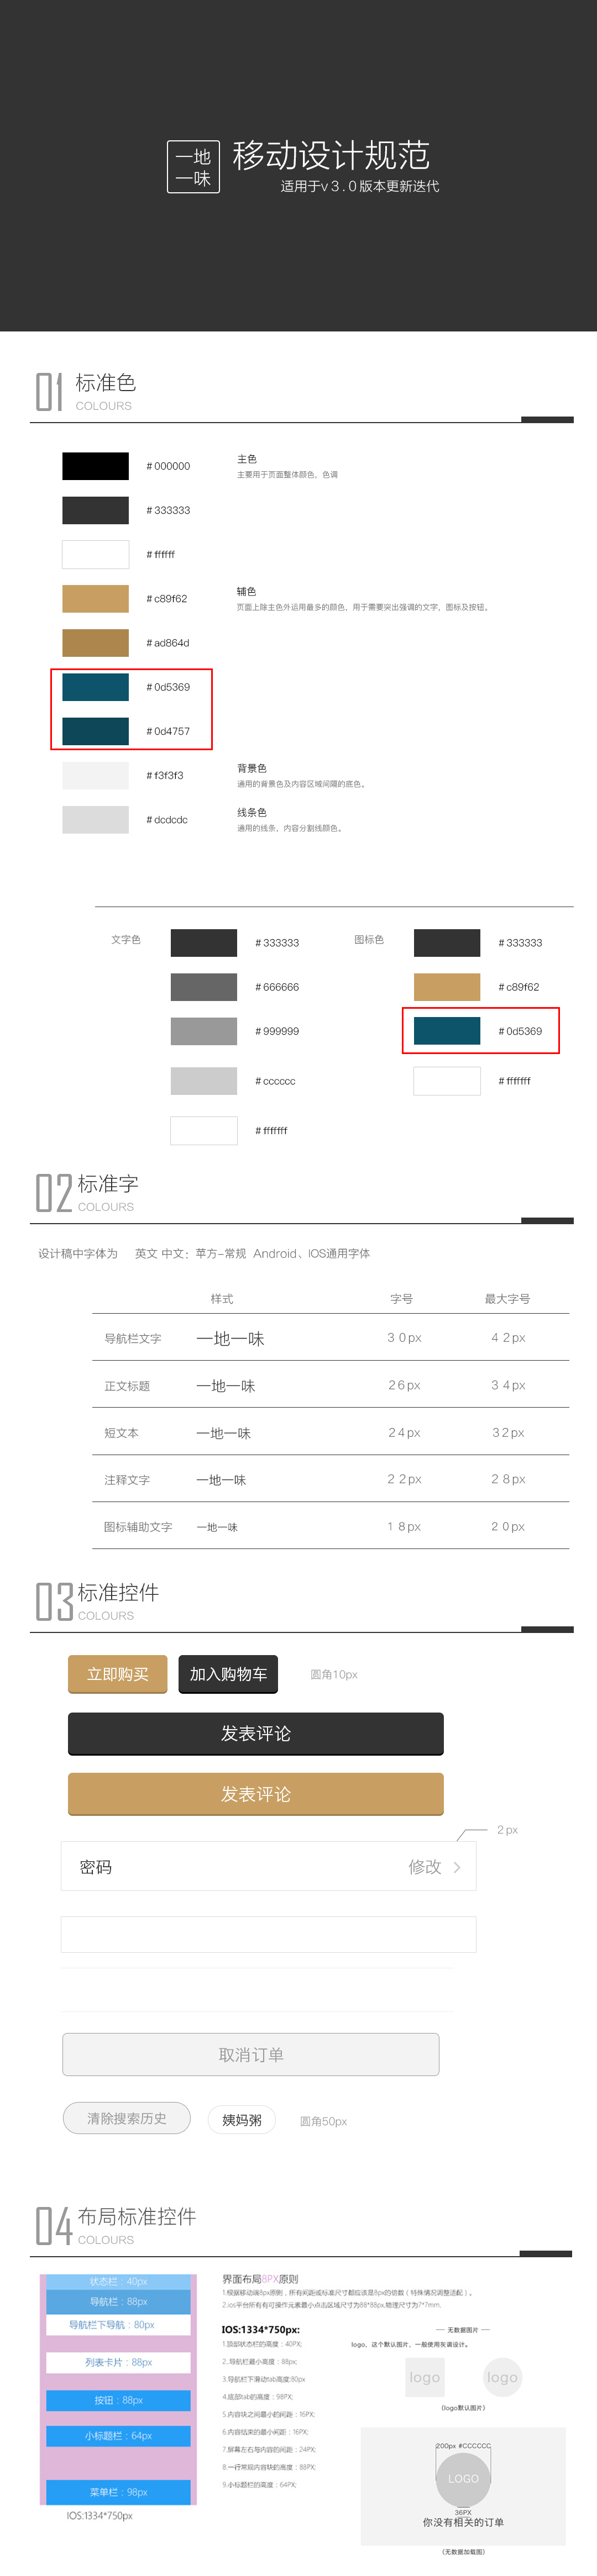 一地
一味
移动设计规范
适用于v 3 . 0 版本更新迭代
01 标准色
COLOURS
# 000000
主色
主要用于页面整体颜色，色调
# 333333
# ffffff
# c89f62
辅色
页面上除主色外运用最多的颜色，用于需要突出强调的文字，图标及按钮。
# ad864d
# 0d5369
# 0d4757
# f3f3f3
背景色
通用的背景色及内容区域间隔的底色。
# dcdcdc
线条色
通用的线条，内容分割线颜色。
文字色
# 333333
# 666666
# 999999
# cccccc
# fffffff
图标色
# 333333
# c89f62
# 0d5369
# fffffff
02 标准字
COLOURS
设计稿中字体为 英文 中文：苹方-常规 Android、IOS通用字体
样式 字号 最大字号
导航栏文字 一地一味 30px 42px
正文标题 一地一味 26px 34px
短文本 一地一味 24px 32px
注释文字 一地一味 22px 28px
图标辅助文字 一地一味 18px 20px
03 标准控件
COLOURS
立即购买 加入购物车 圆角10px
发表评论
发表评论
2px
密码 修改
取消订单
清除搜索历史 姨妈粥 圆角50px
04 布局标准控件
COLOURS
状态栏：40px
导航栏：88px
导航栏下导航：80px
列表卡片：88px
按钮：88px
小标题栏：64px
菜单栏：98px
IOS:1334*750px
界面布局8PX原则
1.根据移动端8px原则，所有间距或标准尺寸都应该是8px的倍数（特殊情况调整适配）。
2.ios平台所有有可操作元素最小点击区域尺寸为88*88px,物理尺寸为7*7mm.
IOS:1334*750px:
1.顶部状态栏的高度：40PX;
2..导航栏最小高度：88px;
3.导航栏下滑动tab高度:80px
4.底部tab的高度：98PX;
5.内容块之间最小的间距：16PX;
6.内容结束的最小间距：16PX;
7.屏幕左右与内容的间距：24PX;
8.一行常规内容块的高度：88PX;
9.小标题栏的高度：64PX;
无数据图片
logo，这个默认图片，一般使用灰调设计。
logo
logo
（logo默认图片）
200px #CCCCCC
LOGO
36PX
你没有相关的订单
（无数据加载图）